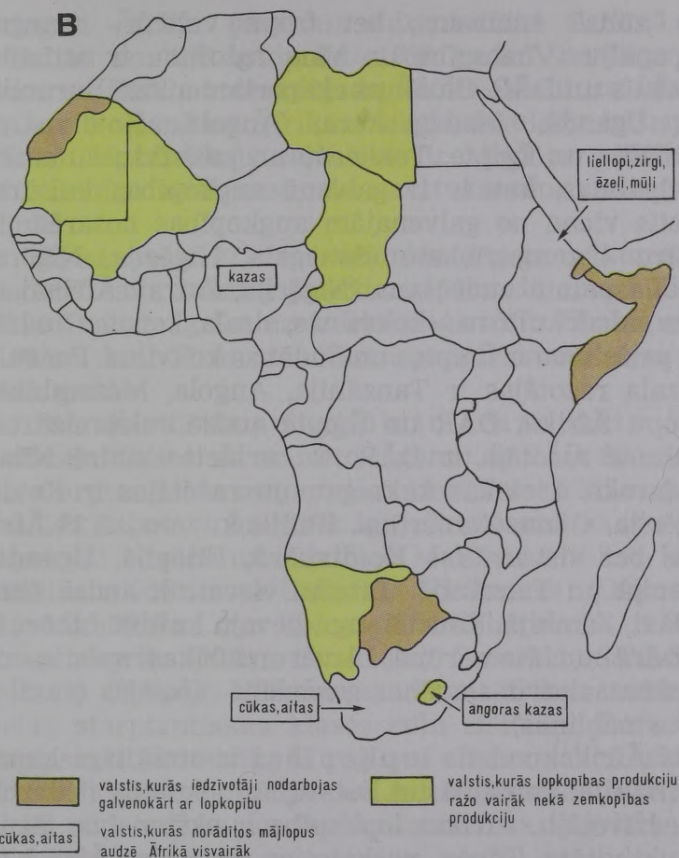 B
liellopi,zirgi,
ēzeļi,mūļi
kazas
cūkas,aitas
angoras kazas
valstis,kurās iedzīvotāji nodarbojas
galvenokārt ar lopkopību
valstis,kurās lopkopības produkciju
ražo vairāk nekā zemkopības
produkciju
cūkas,aitas
valstis,kurās norādītos mājlopus
audzē Āfrikā visvairāk